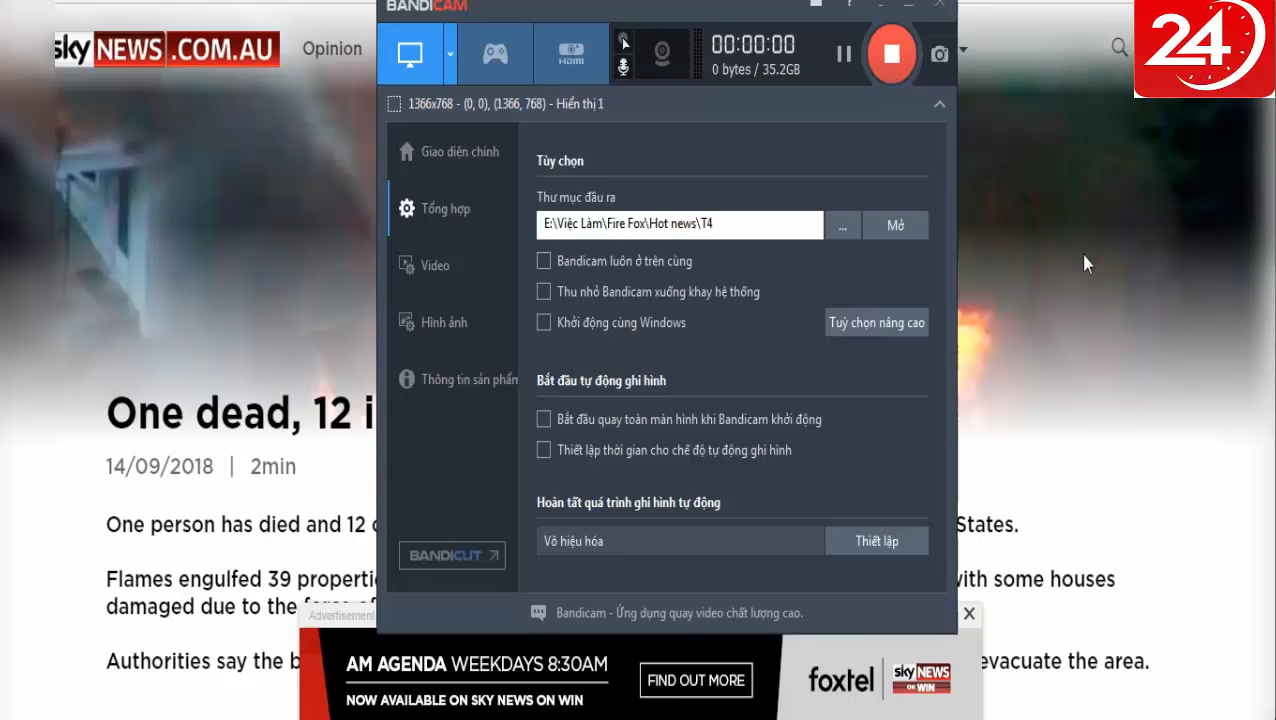 BANDICAM
sky NEWS.COM.AU
Opinion
HDMI
00:00:00
0 bytes / 35.2GB
24
1366x768 - (0, 0), (1366, 768) - Hiển thị 1
Giao diện chính
Tổng hợp
Video
Hình ảnh
Thông tin sản phẩm
BANDICUT
Tùy chọn
Thư mục đầu ra
E:\Việc Làm\Fire Fox\Hot news\T4
...
Mở
Bandicam luôn ở trên cùng
Thu nhỏ Bandicam xuống khay hệ thống
Khởi động cùng Windows
Tuỳ chọn nâng cao
Bắt đầu tự động ghi hình
Bắt đầu quay toàn màn hình khi Bandicam khởi động
Thiết lập thời gian cho chế độ tự động ghi hình
Hoàn tất quá trình ghi hình tự động
Vô hiệu hóa
Thiết lập
Bandicam - Ứng dụng quay video chất lượng cao.
One dead, 12 i
14/09/2018 | 2min
One person has died and 12 States.
Flames engulfed 39 with some houses
damaged due to the
Authorities say the evacuate the area.
Advertisement
AM AGENDA WEEKDAYS 8:30AM
NOW AVAILABLE ON SKY NEWS ON WIN
FIND OUT MORE
foxtel
sky NEWS
ON WIN